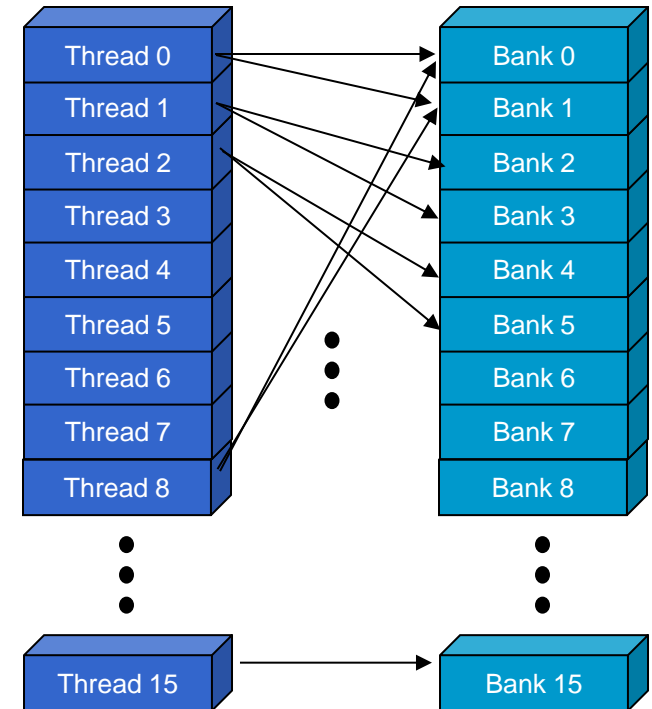 Thread 0
Thread 1
Thread 2
Thread 3
Thread 4
Thread 5
Thread 6
Thread 7
Thread 8
Thread 15
Bank 0
Bank 1
Bank 2
Bank 3
Bank 4
Bank 5
Bank 6
Bank 7
Bank 8
Bank 15